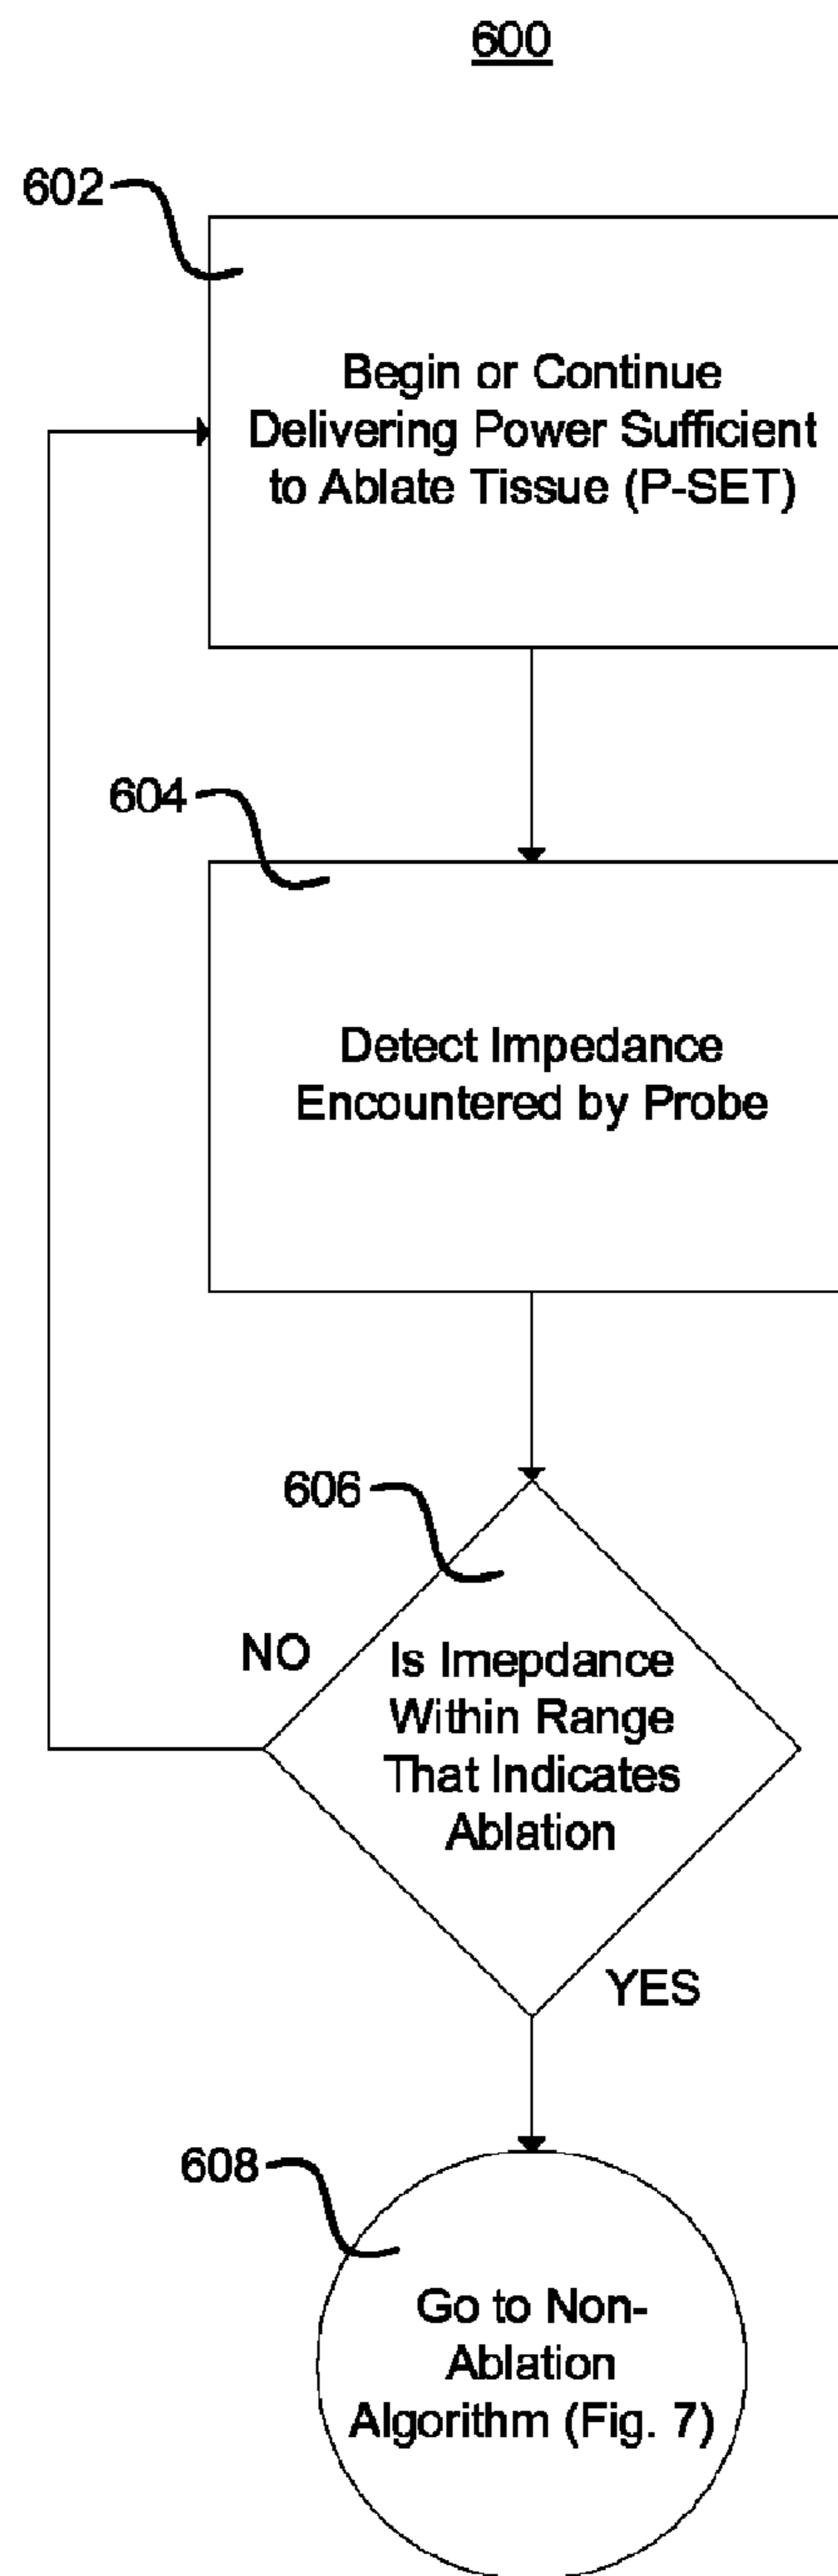 600
602
Begin or Continue
Delivering Power Sufficient
to Ablate Tissue (P-SET)
604
Detect Impedance
Encountered by Probe
606
NO
Is Imepdance
Within Range
That Indicates
Ablation
YES
608
Go to Non-
Ablation
Algorithm (Fig. 7)